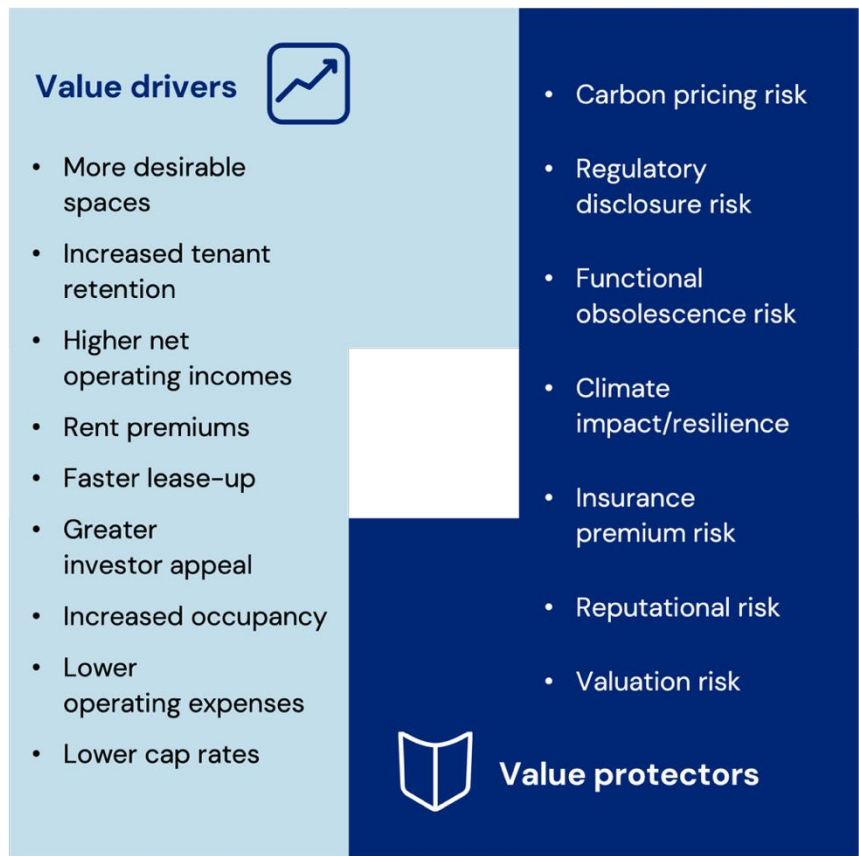 Value drivers
• More desirable
spaces
• Increased tenant
retention
• Higher net
operating incomes
• Rent premiums
• Faster lease-up
• Greater
investor appeal
• Increased occupancy
• Lower
operating expenses
• Lower cap rates
• Carbon pricing risk
• Regulatory
disclosure risk
• Functional
obsolescence risk
• Climate
impact/resilience
• Insurance
premium risk
• Reputational risk
• Valuation risk
Value protectors